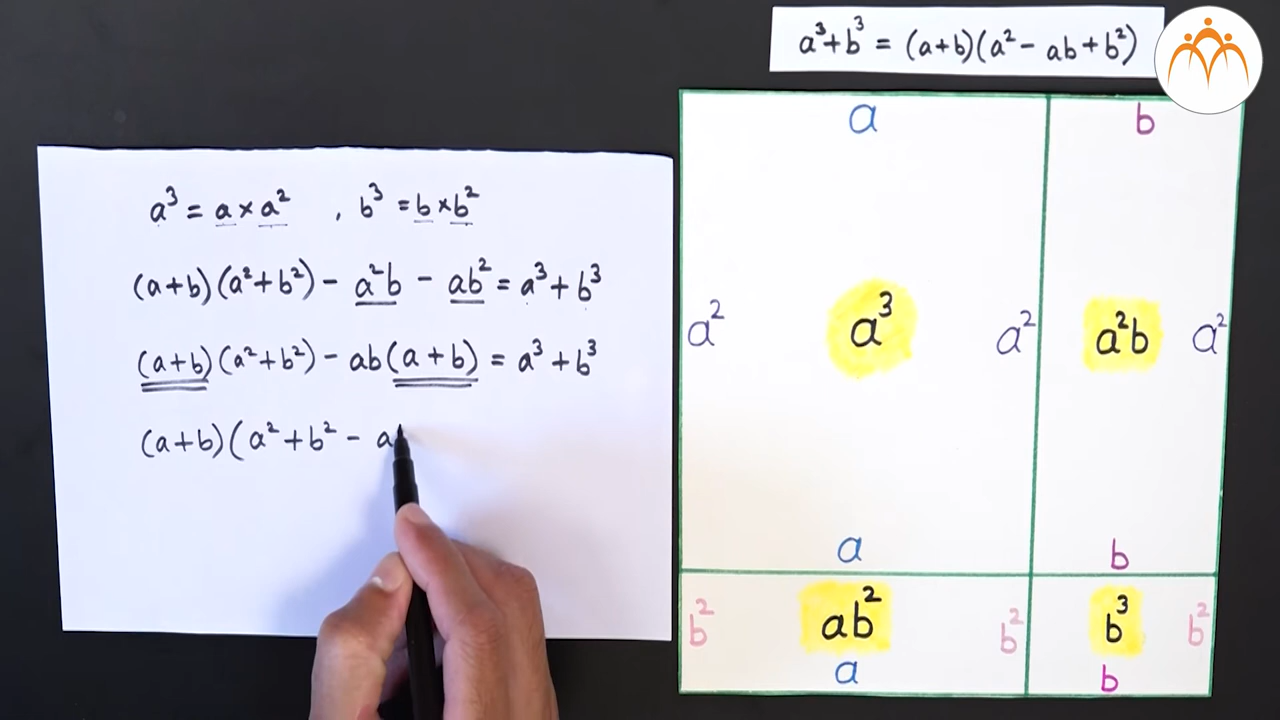 a³+b³ = (a+b)(a² - ab+b²)
a³ = a × a² , b³ = b × b²
(a+b)(a²+b²) - a²b - ab² = a³+b³
(a+b)(a²+b²) - ab(a+b) = a³+b³
(a+b)(a²+b² - a
a b
a² a³ a² a²b a²
a b
b² ab² b² b³ b²
a b